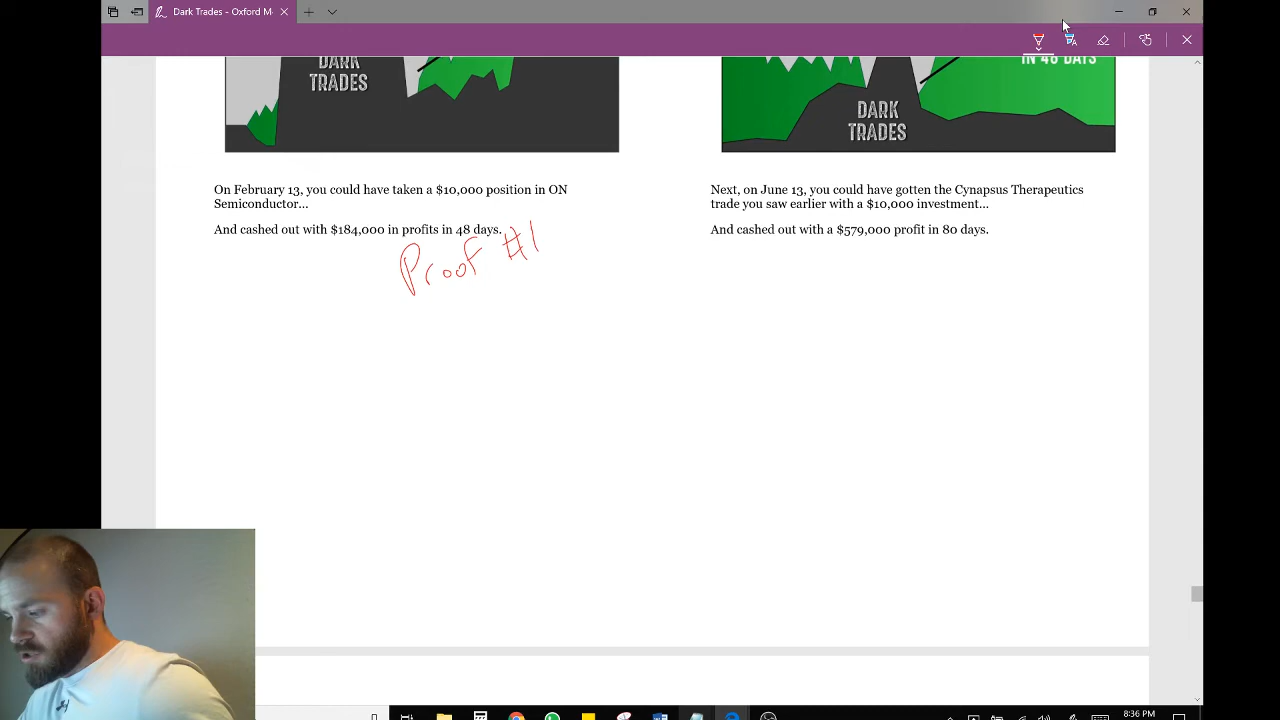 Dark Trades - Oxford M
DARK
TRADES
IN 48 DAYS
DARK
TRADES
On February 13, you could have taken a $10,000 position in ON
Semiconductor...
And cashed out with $184,000 in profits in 48 days.
Proof #1
Next, on June 13, you could have gotten the Cynapsus Therapeutics
trade you saw earlier with a $10,000 investment...
And cashed out with a $579,000 profit in 80 days.
8:36 PM